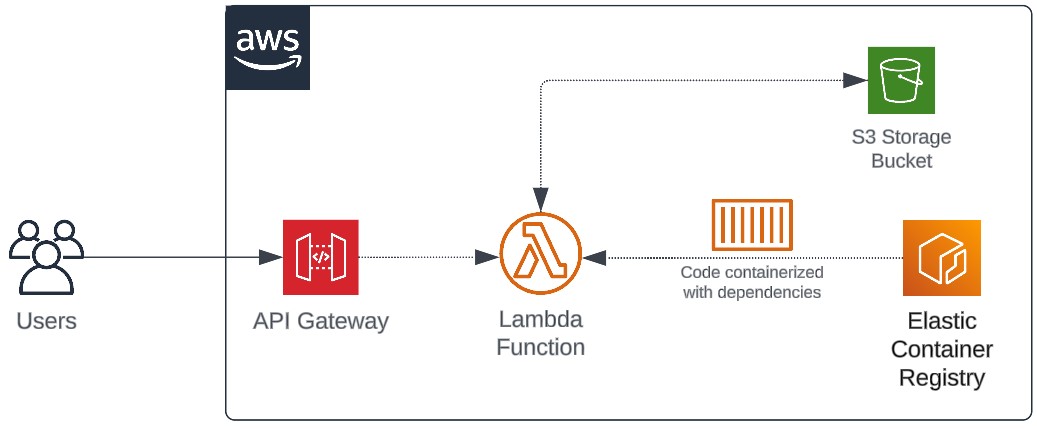 aws
S3 Storage
Bucket
</>
Code containerized
with dependencies
Users
API Gateway
Lambda
Function
Elastic
Container
Registry